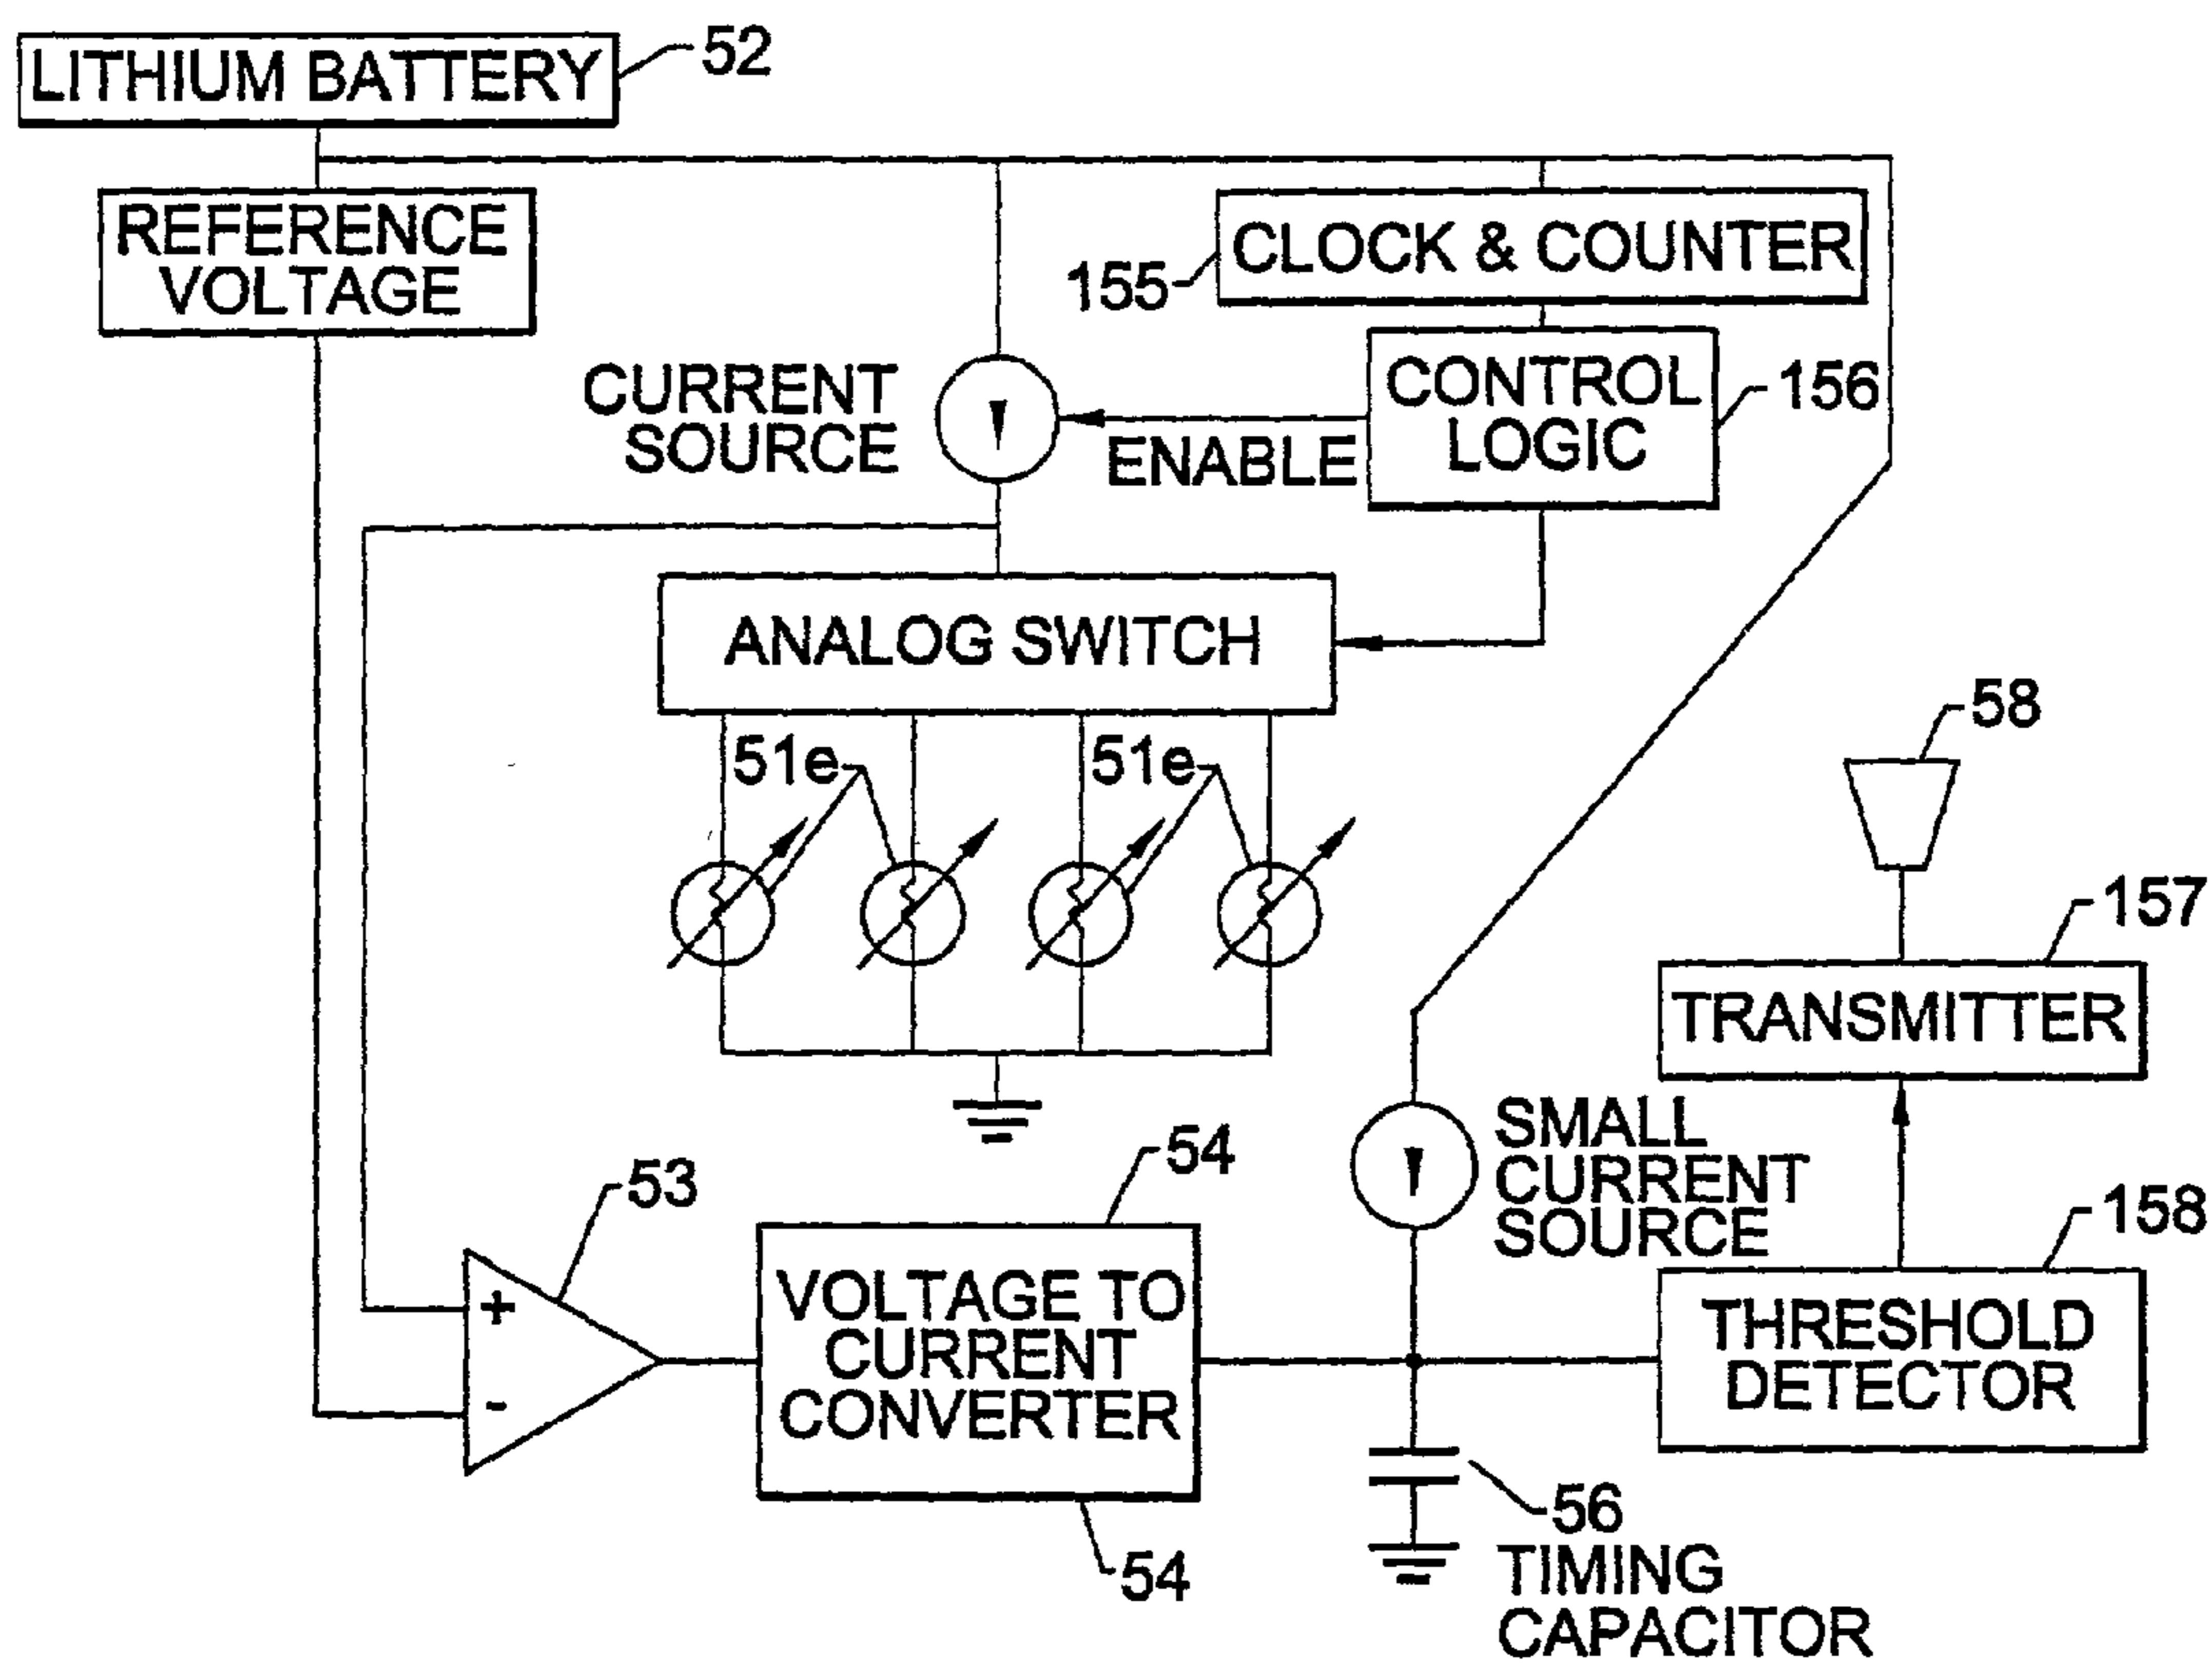 LITHIUM BATTERY
52
REFERENCE
VOLTAGE
CLOCK & COUNTER
155
CURRENT
SOURCE
ENABLE
CONTROL
LOGIC
156
ANALOG SWITCH
51e
51e
58
157
TRANSMITTER
SMALL
CURRENT
SOURCE
158
THRESHOLD
DETECTOR
53
+
-
54
VOLTAGE TO
CURRENT
CONVERTER
54
56
TIMING
CAPACITOR